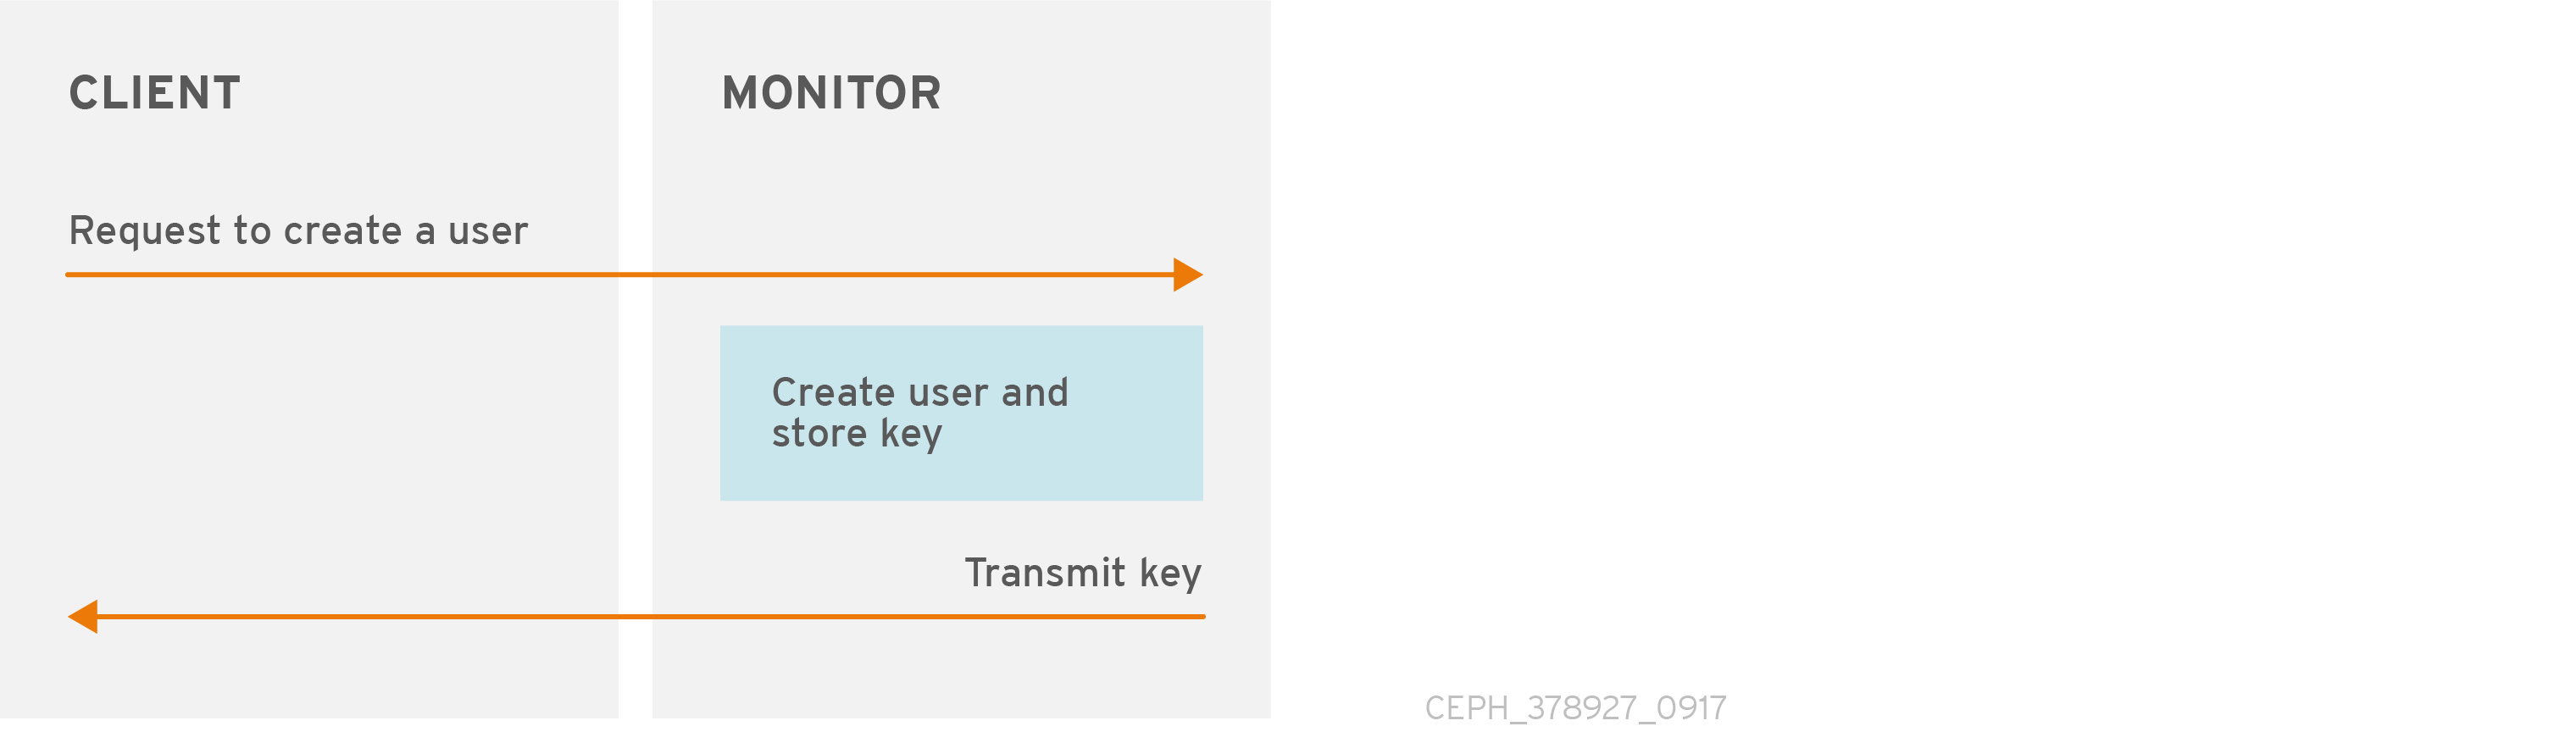 CLIENT
MONITOR
Request to create a user
Create user and
store key
Transmit key
CEPH_378927_0917